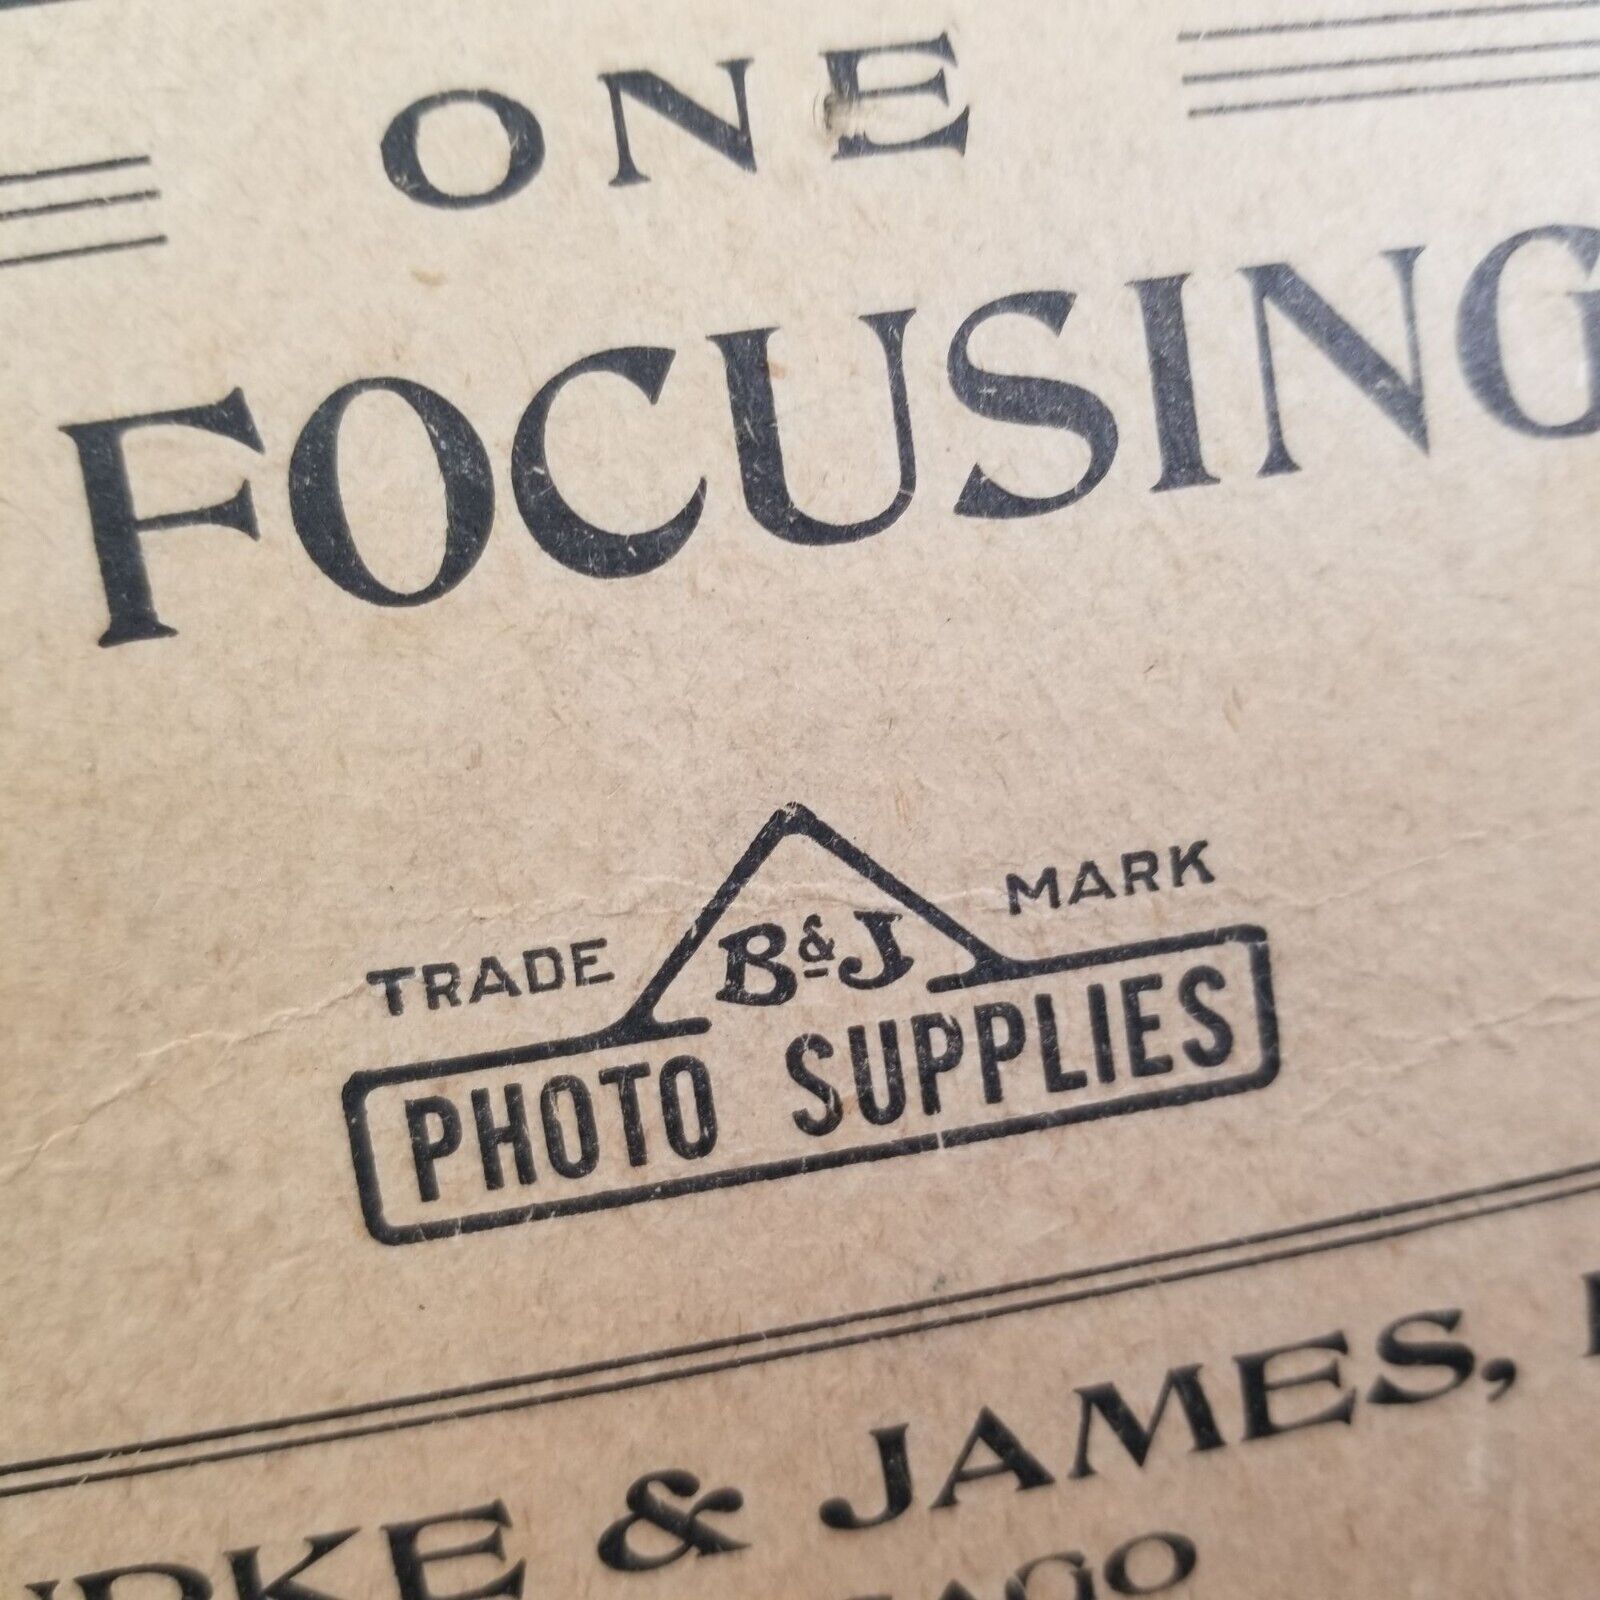 ONE
FOCUSING
TRADE MARK
B & J
PHOTO SUPPLIES
& JAMES,